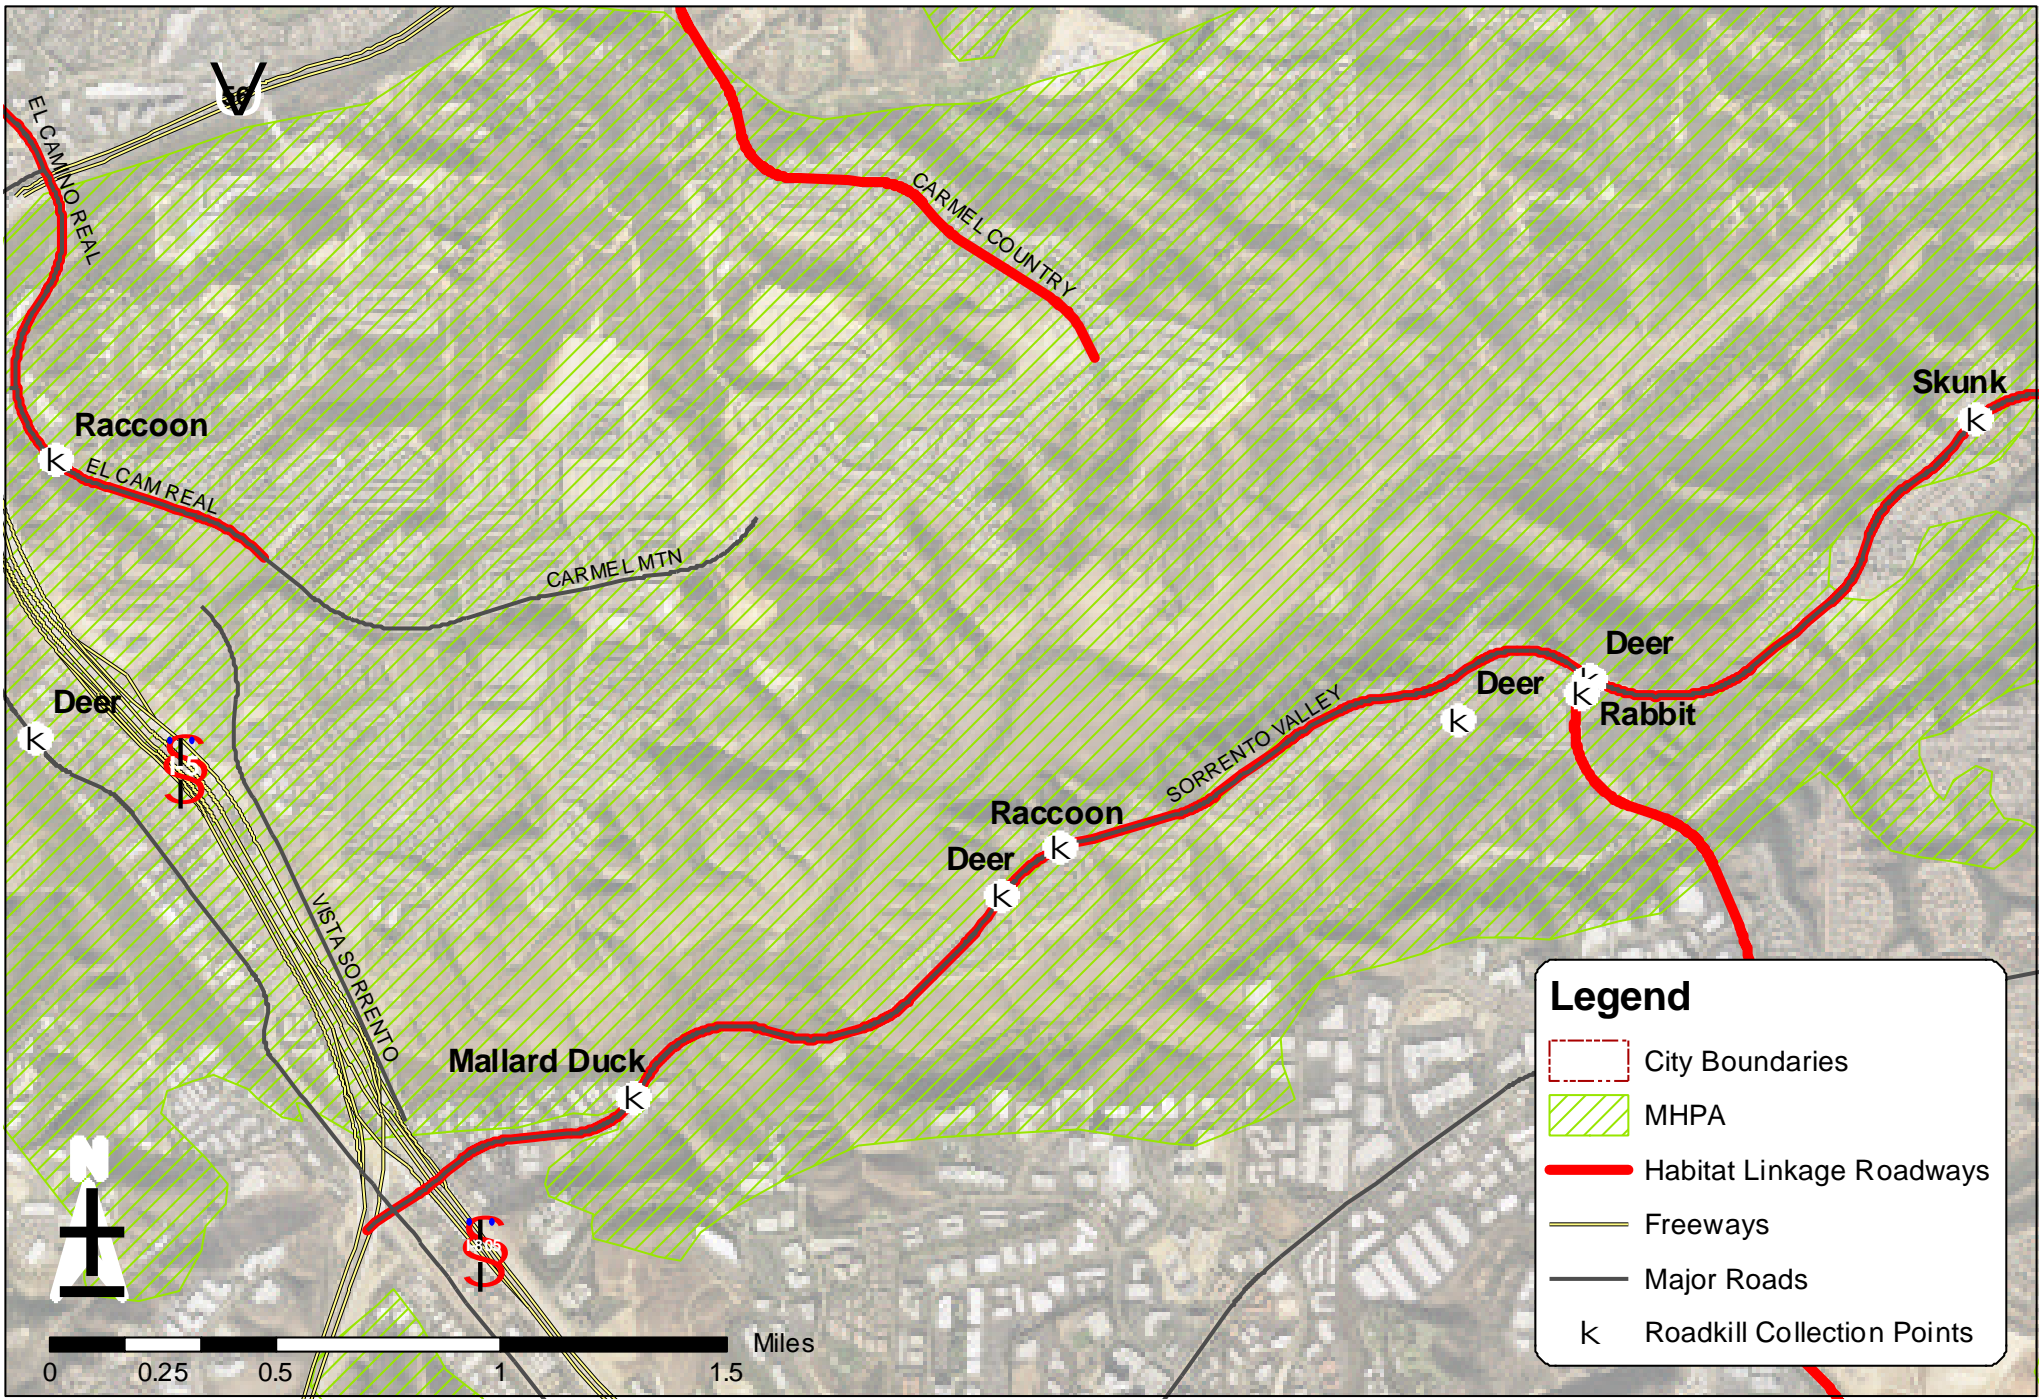 56
EL CAMINO REAL
CARMEL COUNTRY
Skunk
k
Raccoon
k
EL CAM REAL
CARMEL MTN
Deer
Deer
k
Rabbit
k
Deer
k
SORRENTO VALLEY
Deer
k
Raccoon
k
Deer
k
VISTA SORRENTO
Mallard Duck
k
N
Miles
0 0.25 0.5 1 1.5
Legend
City Boundaries
MHPA
Habitat Linkage Roadways
Freeways
Major Roads
k Roadkill Collection Points